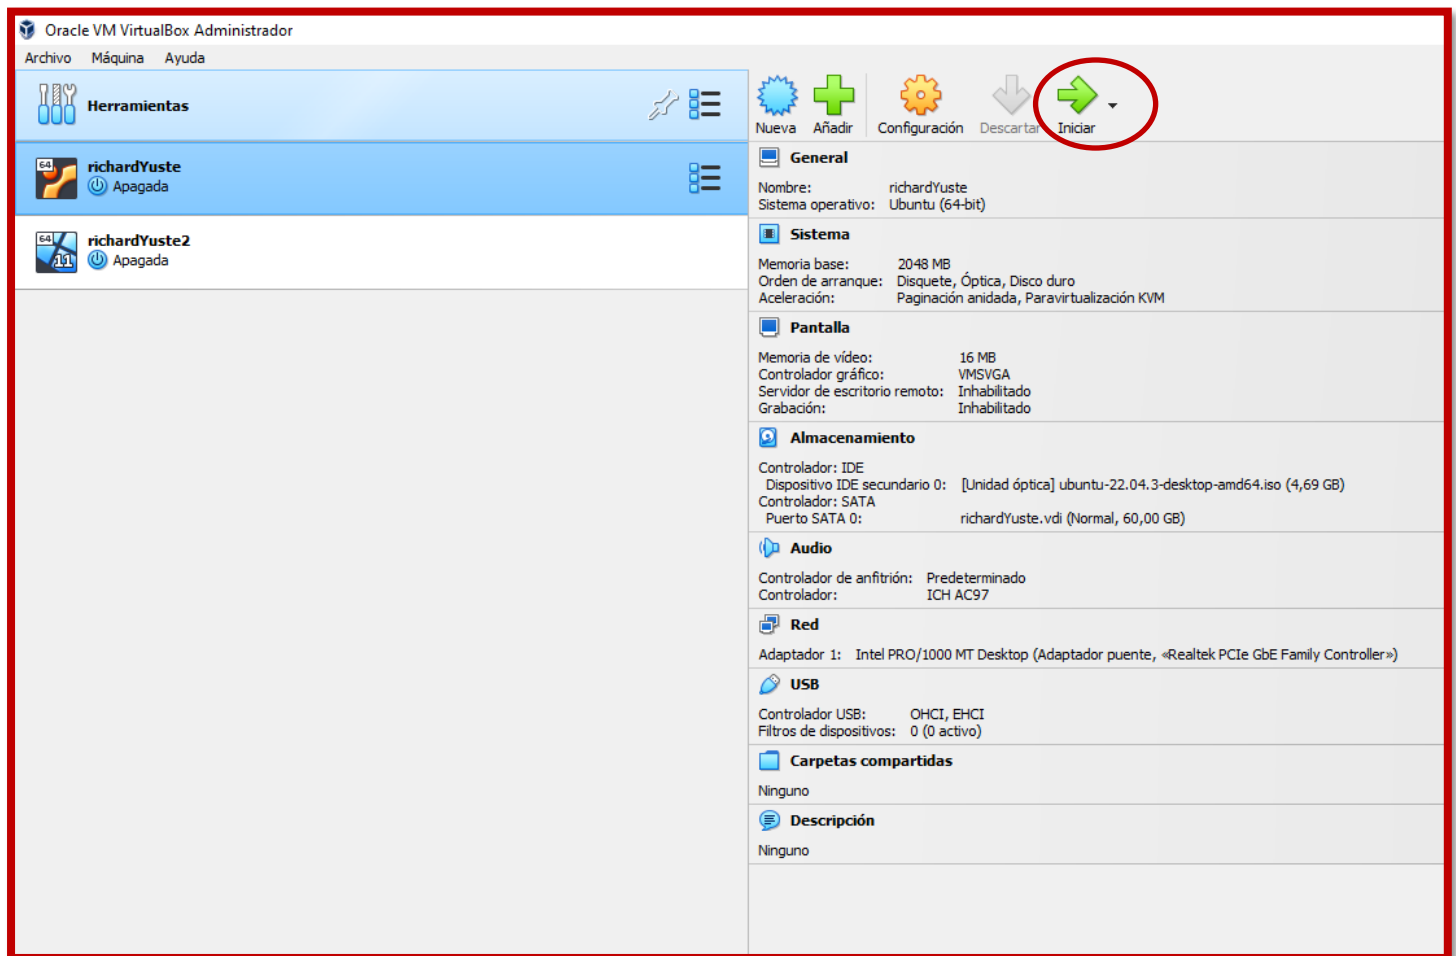 Oracle VM VirtualBox Administrador
Archivo Máquina Ayuda
Herramientas
64
richardYuste
Apagada
64
11
richardYuste2
Apagada
Nueva Añadir Configuración Descartar Iniciar
General
Nombre: richardYuste
Sistema operativo: Ubuntu (64-bit)
Sistema
Memoria base: 2048 MB
Orden de arranque: Disquete, Óptica, Disco duro
Aceleración: Paginación anidada, Paravirtualización KVM
Pantalla
Memoria de vídeo: 16 MB
Controlador gráfico: VMSVGA
Servidor de escritorio remoto: Inhabilitado
Grabación: Inhabilitado
Almacenamiento
Controlador: IDE
Dispositivo IDE secundario 0: [Unidad óptica] ubuntu-22.04.3-desktop-amd64.iso (4,69 GB)
Controlador: SATA
Puerto SATA 0: richardYuste.vdi (Normal, 60,00 GB)
Audio
Controlador de anfitrión: Predeterminado
Controlador: ICH AC97
Red
Adaptador 1: Intel PRO/1000 MT Desktop (Adaptador puente, «Realtek PCIe GbE Family Controller»)
USB
Controlador USB: OHCI, EHCI
Filtros de dispositivos: 0 (0 activo)
Carpetas compartidas
Ninguno
Descripción
Ninguno